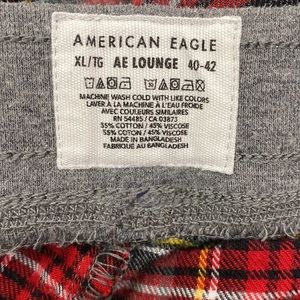 AMERICAN EAGLE
XL/TG AE LOUNGE 40-42
MACHINE WASH COLD WITH LIKE COLORS
LAVER À LA MACHINE À L'EAU FROIDE
AVEC COULEURS SIMILAIRES
RN 54485 / CA 03873
55% COTTON / 45% VISCOSE
55% COTON / 45% VISCOSE
MADE IN BANGLADESH
FABRIQUÉ AU BANGLADESH